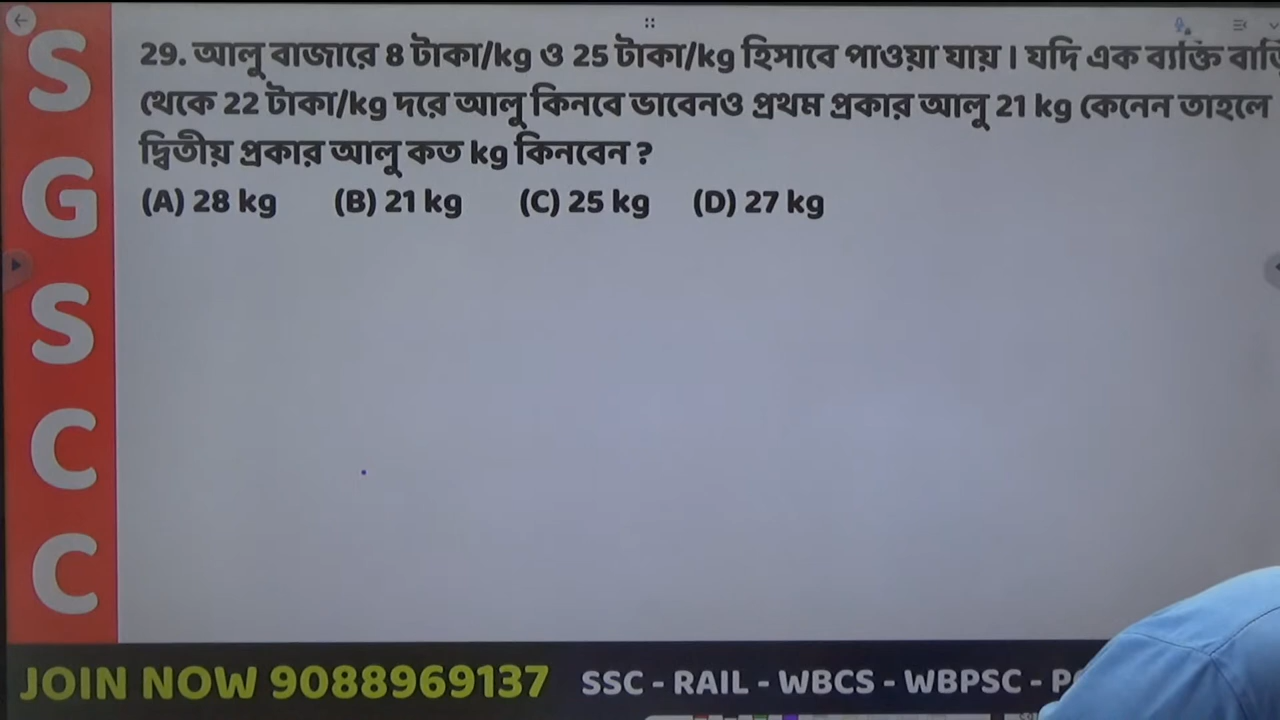 S
G
S
C
C
29. আলু বাজারে 8 টাকা/kg ও 25 টাকা/kg হিসাবে পাওয়া যায় । যদি এক ব্যক্তি
থেকে 22 টাকা/kg দরে আলু কিনবে ভাবেনও প্রথম প্রকার আলু 21 kg কেনেন তাহলে
দ্বিতীয় প্রকার আলু কত kg কিনবেন ?
(A) 28 kg (B) 21 kg (C) 25 kg (D) 27 kg
JOIN NOW 9088969137 SSC - RAIL - WBCS - WBPSC -